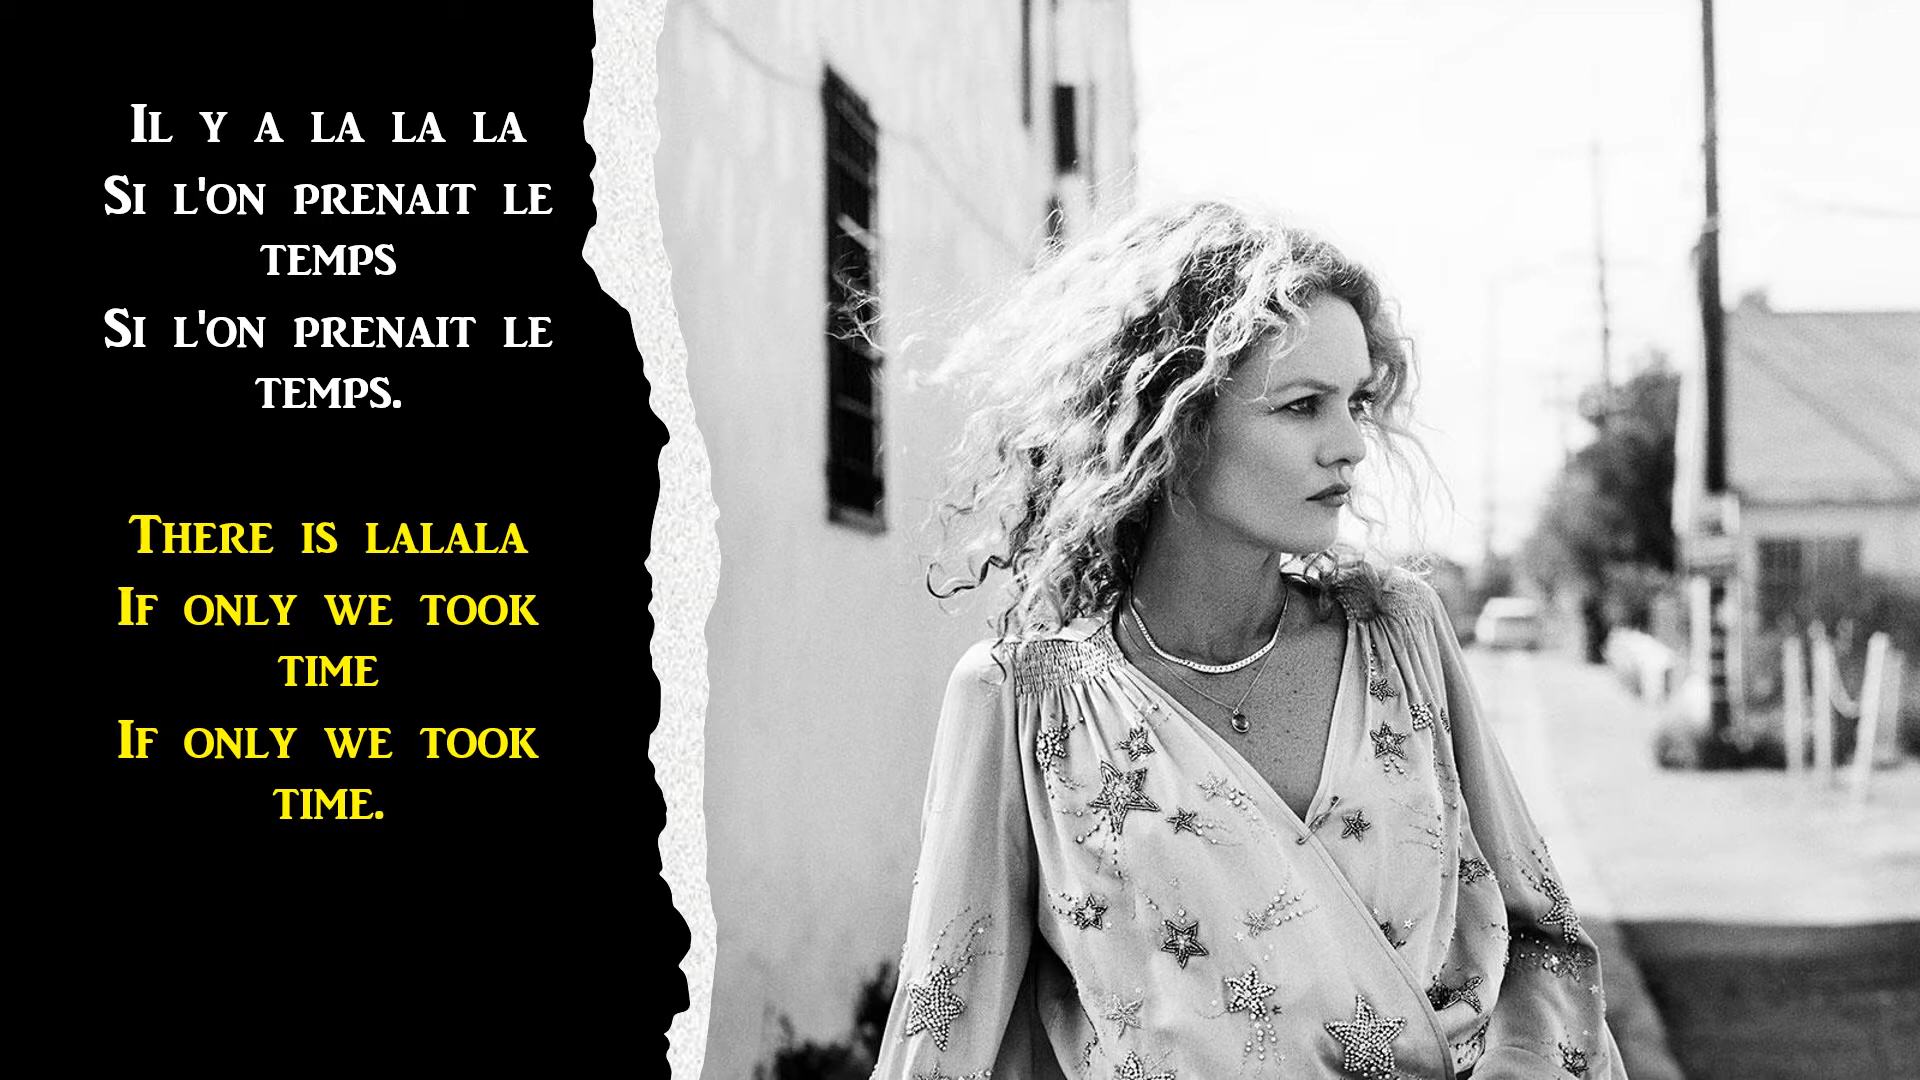 Il y a la la la
Si l'on prenait le
temps
Si l'on prenait le
temps.
There is lalala
If only we took
time
If only we took
time.